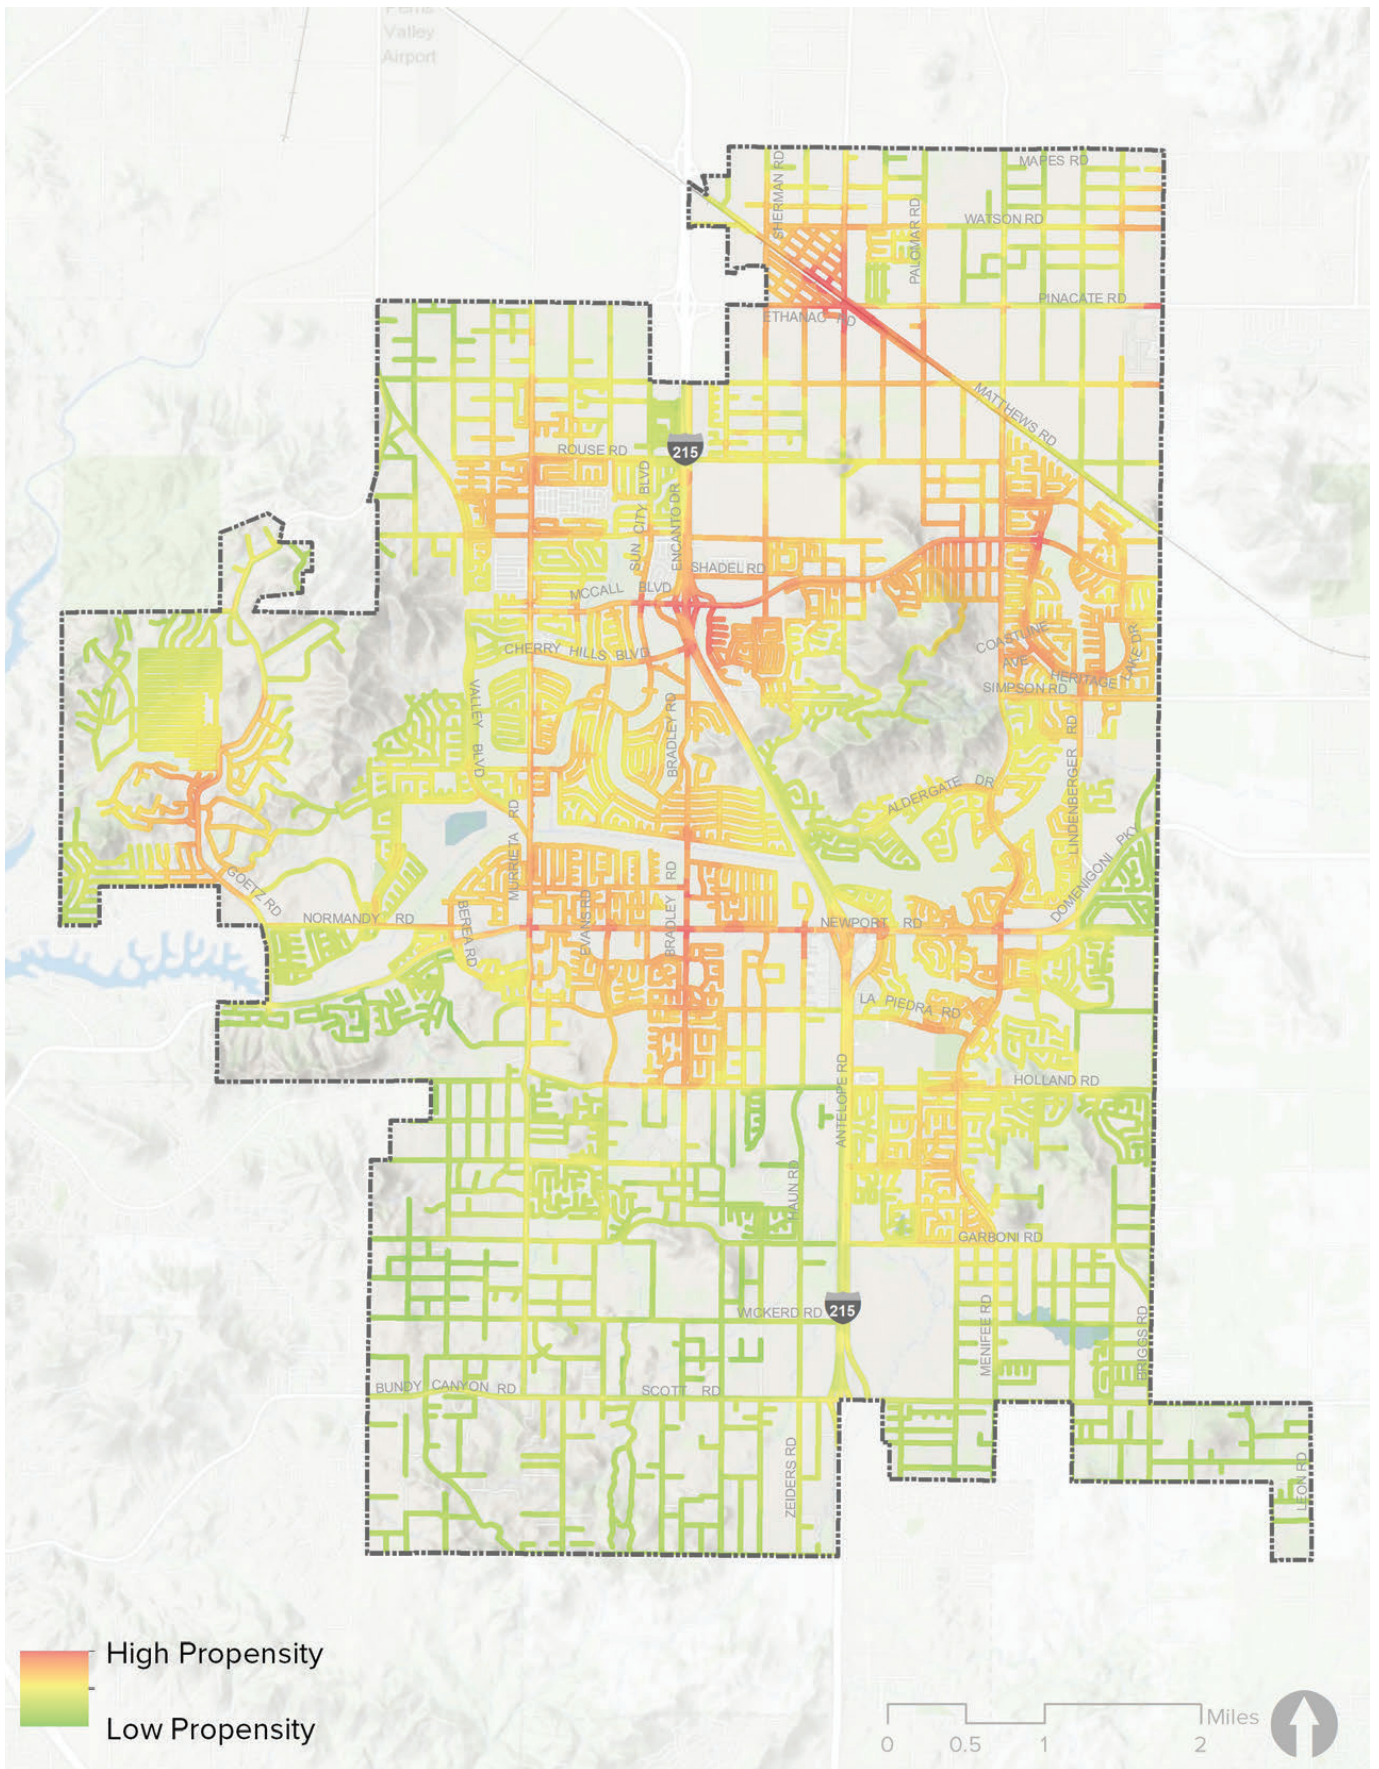 Perris
Valley
Airport
MAPES RD
SHERMAN RD
WATSON RD
PALOMAR RD
PINACATE RD
ETHANAC RD
MATTHEWS RD
ROUSE RD
215
SUN CITY BLVD
ENCANTO DR
SHADEL RD
MCCALL BLVD
CHERRY HILLS BLVD
COASTLINE
AVE
HERITAGE
LAKE DR
SIMPSON RD
VALLEY BLVD
BRADLEY RD
LINDENBERGER RD
ALDERGATE DR
MURRIETA RD
DOMENIGONI PKY
GOETZ RD
NORMANDY RD
BEREA RD
EVANS RD
BRADLEY RD
NEWPORT RD
LA PIEDRA RD
ANTELOPE RD
HOLLAND RD
HAUN RD
GARBONI RD
WICKERD RD
215
MENIFEE RD
BRIGGS RD
BUNDY CANYON RD
SCOTT RD
ZEIDERS RD
LEON RD
High Propensity
Low Propensity
Miles
0 0.5 1 2